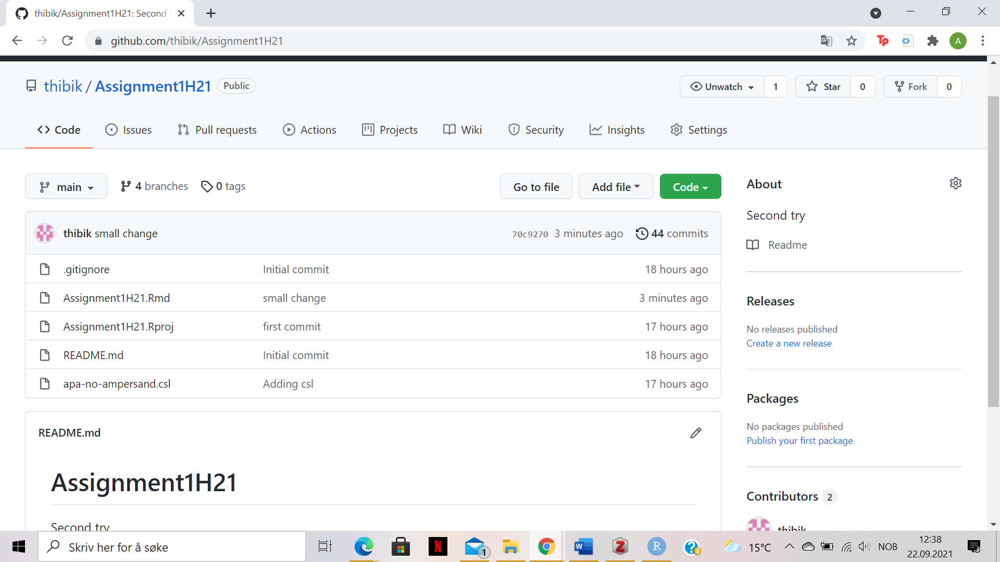 thibik/Assignment1H21: Second
github.com/thibik/Assignment1H21
Tp
A
thibik / Assignment1H21 Public
Unwatch 1 Star 0 Fork 0
Code Issues Pull requests Actions Projects Wiki Security Insights Settings
main 4 branches 0 tags Go to file Add file Code
thibik small change 70c9270 3 minutes ago 44 commits
.gitignore Initial commit 18 hours ago
Assignment1H21.Rmd small change 3 minutes ago
Assignment1H21.Rproj first commit 17 hours ago
README.md Initial commit 18 hours ago
apa-no-ampersand.csl Adding csl 17 hours ago
README.md
Assignment1H21
Second try
About
Second try
Readme
Releases
No releases published
Create a new release
Packages
No packages published
Publish your first package
Contributors 2
thibik
Skriv her for å søke
N
1
W
Z
R
?
15°C
NOB
12:38
22.09.2021